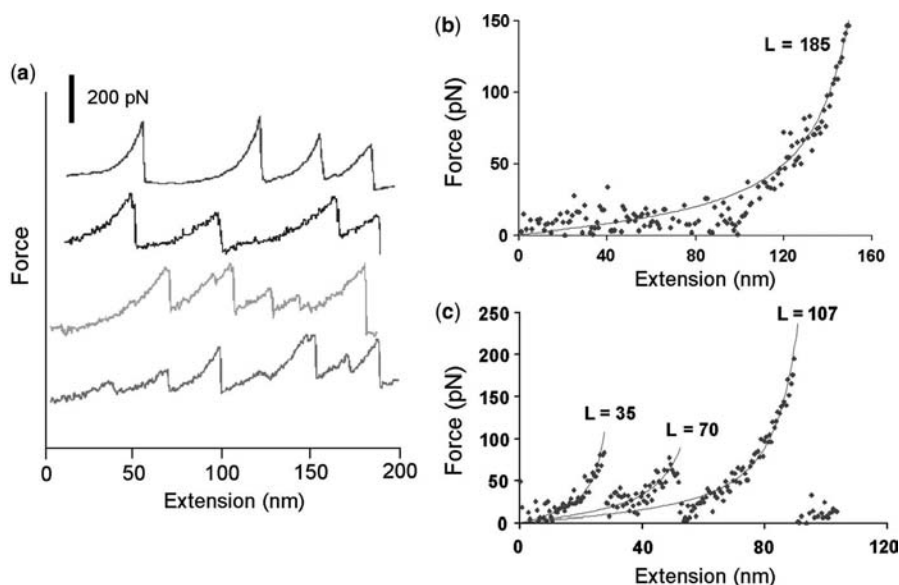 (a)
200 pN
Force
0 50 100 150 200
Extension (nm)
(b)
150
100
50
0
L = 185
Force (pN)
0 40 80 120 160
Extension (nm)
(c)
250
200
150
100
50
0
L = 107
L = 35
L = 70
Force (pN)
0 40 80 120
Extension (nm)